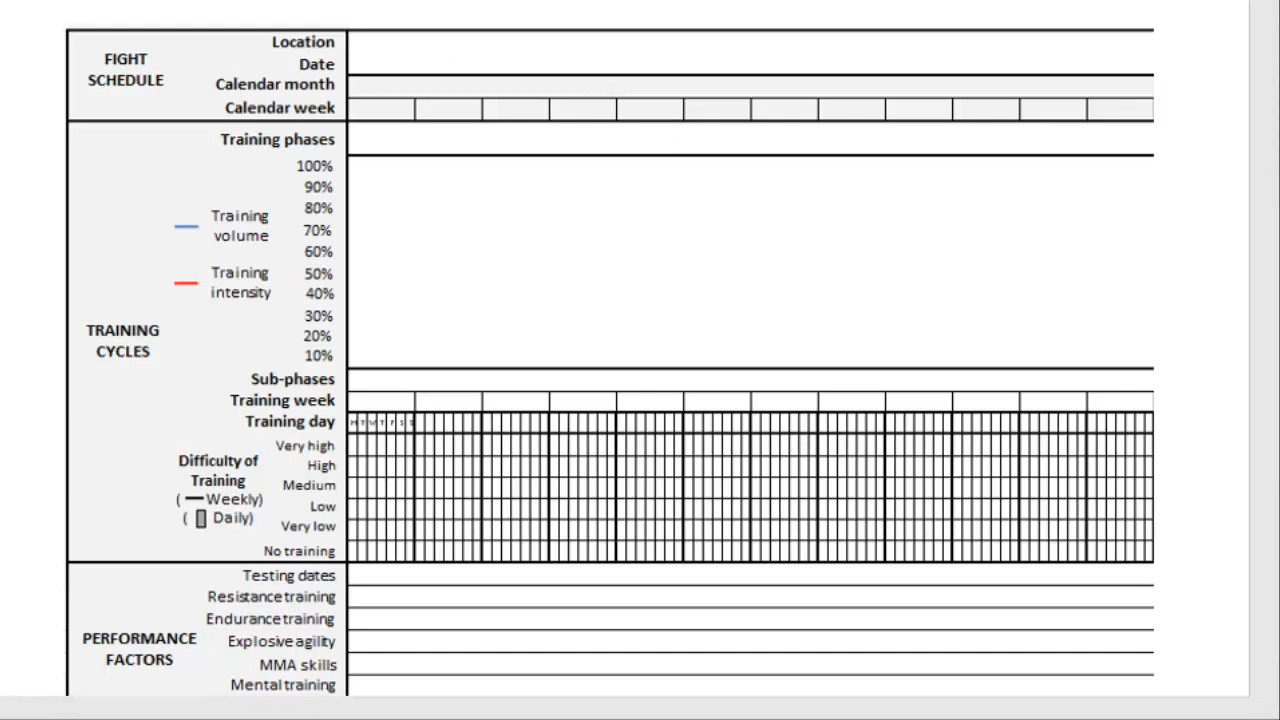 FIGHT
SCHEDULE
Location
Date
Calendar month
Calendar week
Training phases
100%
90%
80%
70%
60%
50%
40%
30%
20%
10%
Training
volume
Training
intensity
TRAINING
CYCLES
Sub-phases
Training week
Training day
M T W T F S S
Difficulty of
Training
( Weekly)
( Daily)
Very high
High
Medium
Low
Very low
No training
PERFORMANCE
FACTORS
Testing dates
Resistance training
Endurance training
Explosive agility
MMA skills
Mental training